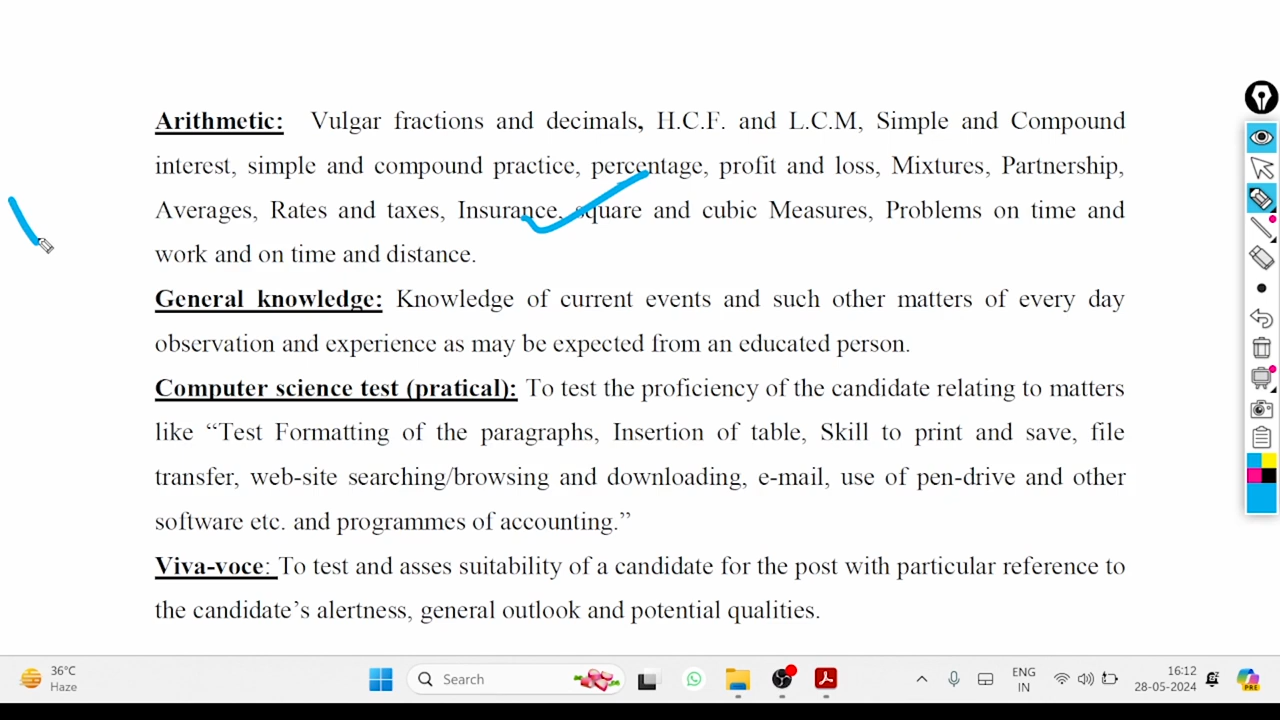 Arithmetic: Vulgar fractions and decimals, H.C.F. and L.C.M, Simple and Compound
interest, simple and compound practice, percentage, profit and loss, Mixtures, Partnership,
Averages, Rates and taxes, Insurance, square and cubic Measures, Problems on time and
work and on time and distance.
General knowledge: Knowledge of current events and such other matters of every day
observation and experience as may be expected from an educated person.
Computer science test (pratical): To test the proficiency of the candidate relating to matters
like “Test Formatting of the paragraphs, Insertion of table, Skill to print and save, file
transfer, web-site searching/browsing and downloading, e-mail, use of pen-drive and other
software etc. and programmes of accounting.”
Viva-voce: To test and asses suitability of a candidate for the post with particular reference to
the candidate’s alertness, general outlook and potential qualities.
36°C
Haze
Search
ENG
IN
16:12
28-05-2024
PRE